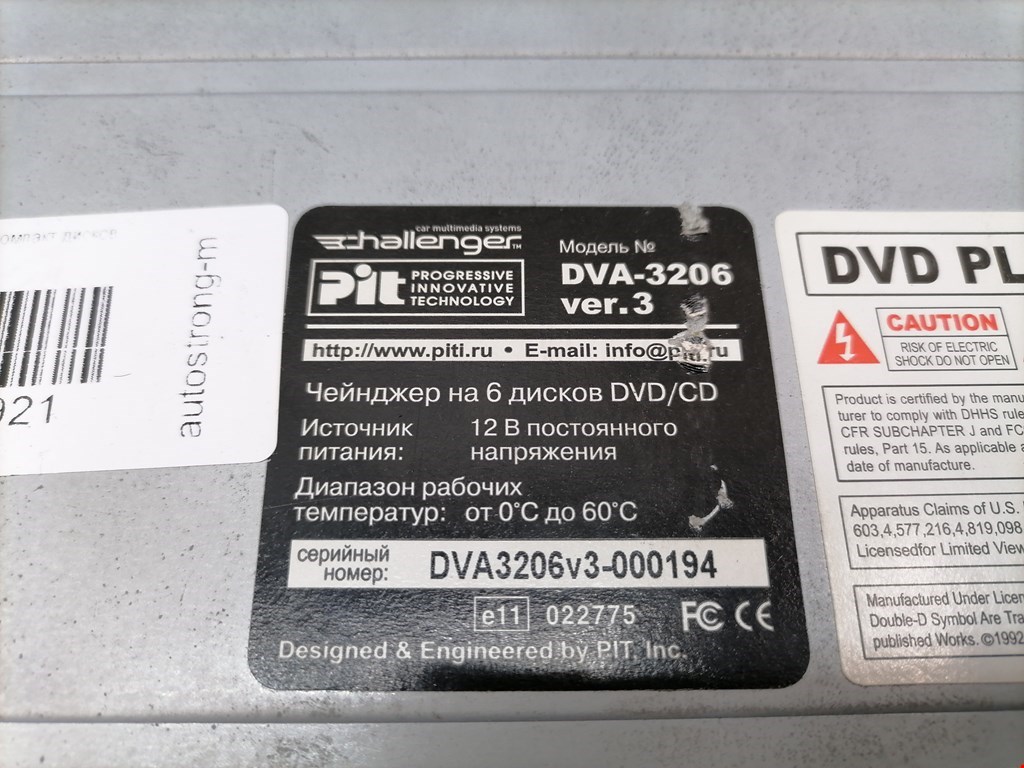 компакт дисков
921
autostrong-m
car multimedia systems
challenger TM
Pit PROGRESSIVE
INNOVATIVE
TECHNOLOGY
Модель №
DVA-3206
ver.3
http://www.piti.ru • E-mail: info@piti.ru
Чейнджер на 6 дисков DVD/CD
Источник 12 В постоянного
питания: напряжения
Диапазон рабочих
температур: от 0°С до 60°С
серийный
номер: DVA3206v3-000194
e11 022775 FC CE
Designed & Engineered by PIT, Inc.
DVD PL
CAUTION
RISK OF ELECTRIC
SHOCK DO NOT OPEN
Product is certified by the manu
turer to comply with DHHS rule
CFR SUBCHAPTER J and FC
rules, Part 15. As applicable a
date of manufacture.
Apparatus Claims of U.S.
603,4,577,216,4,819,098
Licensedfor Limited View
Manufactured Under Licen
Double-D Symbol Are Tra
published Works. ©1992